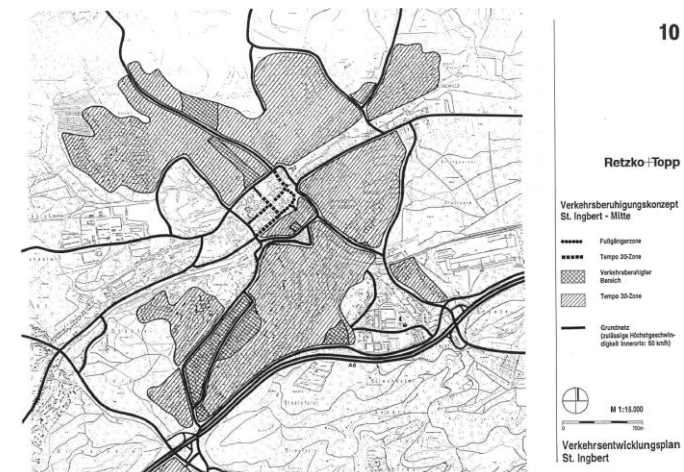 10
Retzko+Topp
Verkehrsberuhigungskonzept
St. Ingbert - Mitte
Fußgängerzone
Tempo 20-Zone
Verkehrsberuhigter
Bereich
Tempo 30-Zone
Grundnetz
(zulässige Höchstgeschwin-
digkeit innerorts: 50 km/h)
A6
M 1:15.000
0 750m
Verkehrsentwicklungsplan
St. Ingbert